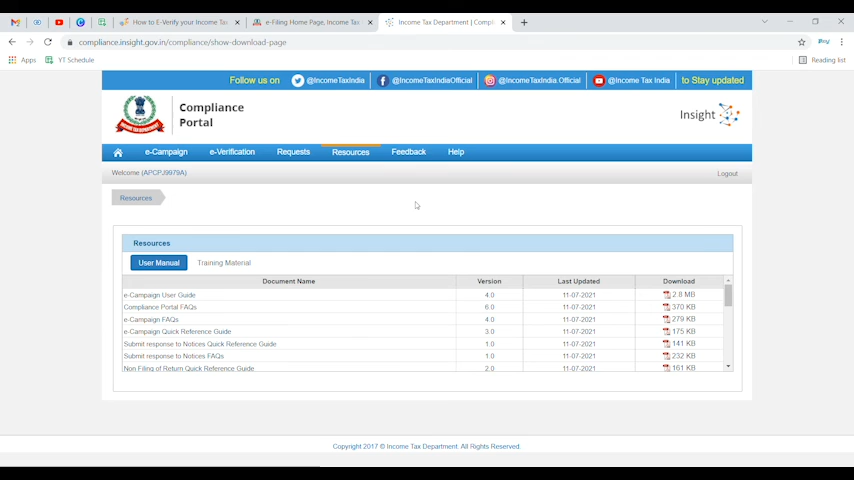 How to E-Verify your Income Tax
e-Filing Home Page, Income Tax
Income Tax Department | Compl
compliance.insight.gov.in/compliance/show-download-page
Apps
YT Schedule
Reading list
Follow us on
@IncomeTaxIndia
@IncomeTaxIndiaOfficial
@IncomeTaxIndia.Official
@Income Tax India
to Stay updated
Compliance
Portal
Insight
e-Campaign
e-Verification
Requests
Resources
Feedback
Help
Welcome (APCPJ9979A)
Logout
Resources
Resources
User Manual
Training Material
Document Name Version Last Updated Download
e-Campaign User Guide 4.0 11-07-2021 2.8 MB
Compliance Portal FAQs 6.0 11-07-2021 370 KB
e-Campaign FAQs 4.0 11-07-2021 279 KB
e-Campaign Quick Reference Guide 3.0 11-07-2021 175 KB
Submit response to Notices Quick Reference Guide 1.0 11-07-2021 141 KB
Submit response to Notices FAQs 1.0 11-07-2021 232 KB
Non Filing of Return Quick Reference Guide 2.0 11-07-2021 161 KB
Copyright 2017 © Income Tax Department. All Rights Reserved.